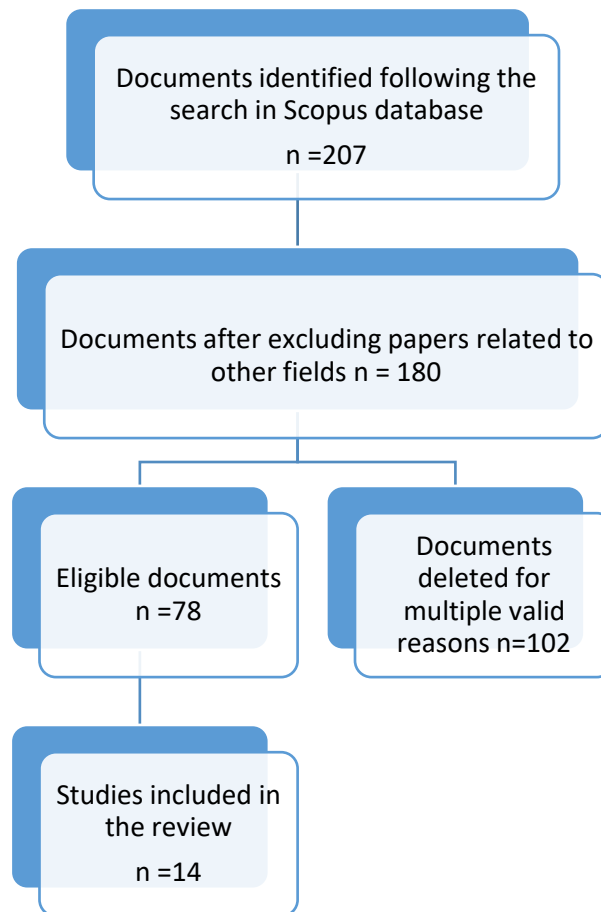 Documents identified following the
search in Scopus database
n =207
Documents after excluding papers related to
other fields n = 180
Eligible documents
n =78
Documents
deleted for
multiple valid
reasons n=102
Studies included in
the review
n =14